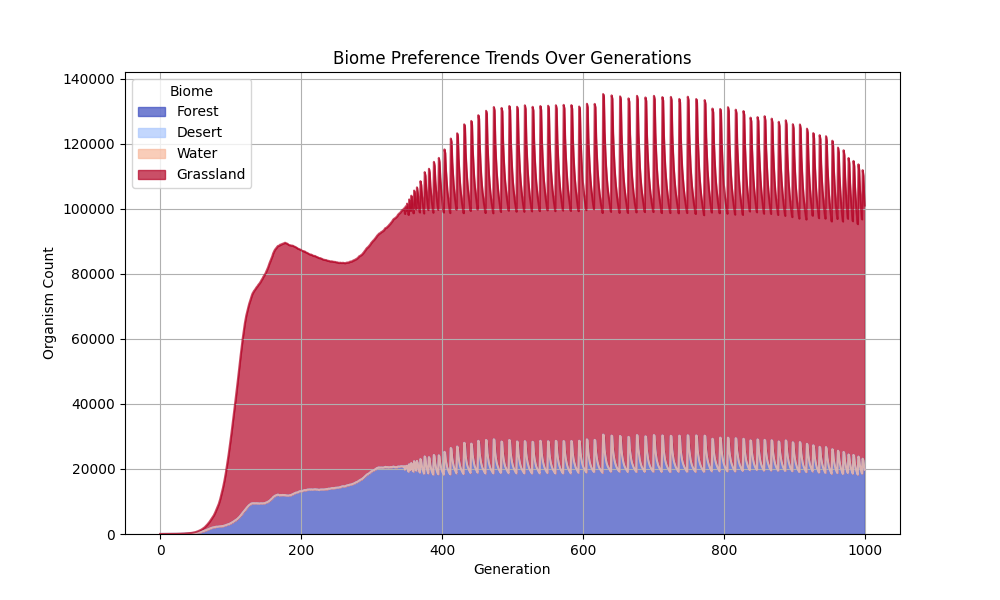 Biome Preference Trends Over Generations
Biome
Forest
Desert
Water
Grassland
Organism Count
140000
120000
100000
80000
60000
40000
20000
0
0 200 400 600 800 1000
Generation